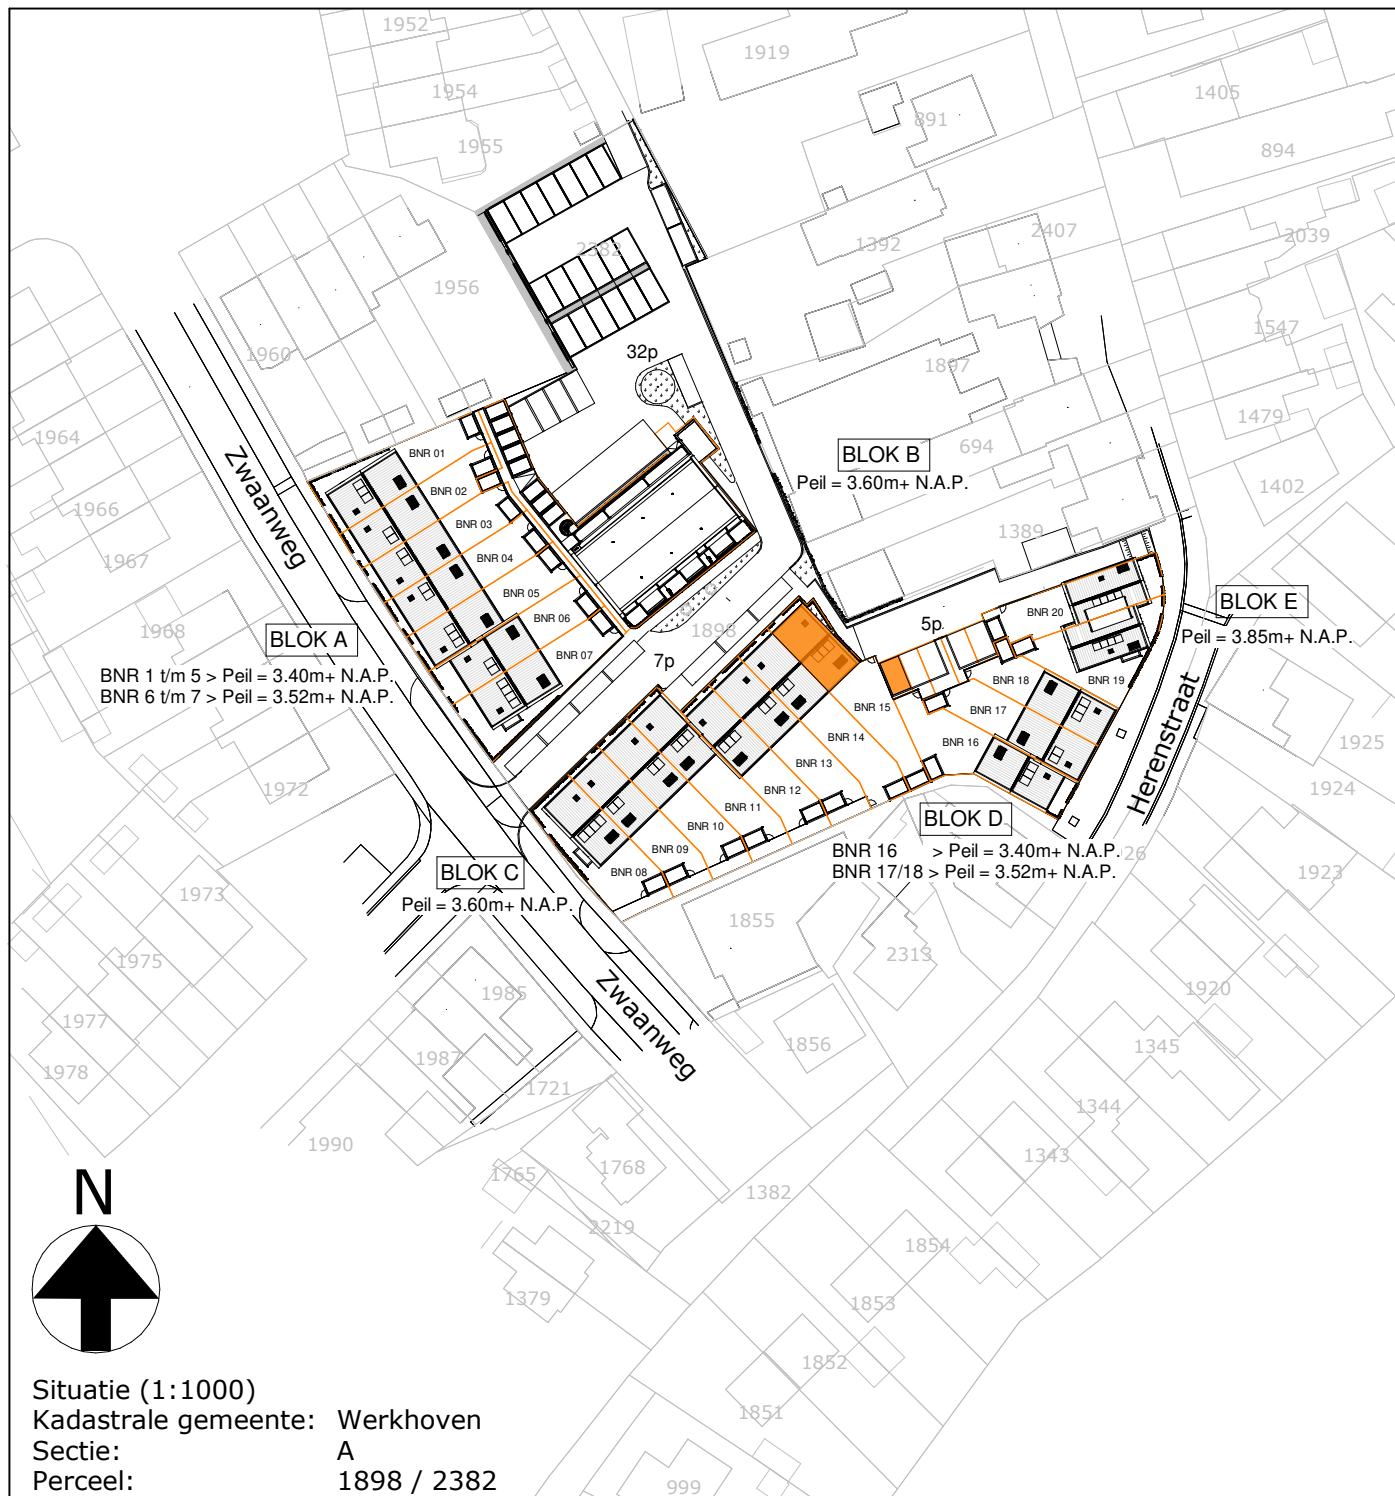 1952
1919
1954
1405
891
1955
894
2407
2039
1392
2382
1956
1547
1960
32p
1897
1479
1964
694
BNR 01
BLOK B
Peil = 3.60m+ N.A.P.
BNR 02
1402
Zwaanweg
1966
BNR 03
1389
BNR 04
1967
BNR 05
BLOK E
BNR 20
BNR 06
5p
1968
1898
Peil = 3.85m+ N.A.P.
BLOK A
BNR 07
7p
BNR 1 t/m 5 > Peil = 3.40m+ N.A.P.
BNR 6 t/m 7 > Peil = 3.52m+ N.A.P.
BNR 18
BNR 19
BNR 15
BNR 17
BNR 14
BNR 16
1925
Herenstraat
BNR 13
1972
1924
BNR 12
BNR 11
BLOK D
BNR 10
BNR 16 > Peil = 3.40m+ N.A.P.
BNR 09
BNR 17/18 > Peil = 3.52m+ N.A.P.
BLOK C
BNR 08
1923
1973
Peil = 3.60m+ N.A.P.
1855
2313
1975
1985
Zwaanweg
1920
1977
1856
1345
1987
1978
1721
1344
1990
1343
1768
1765
1382
N
2219
1854
1379
1853
1852
1851
999
Situatie (1:1000)
Kadastrale gemeente: Werkhoven
Sectie: A
Perceel: 1898 / 2382